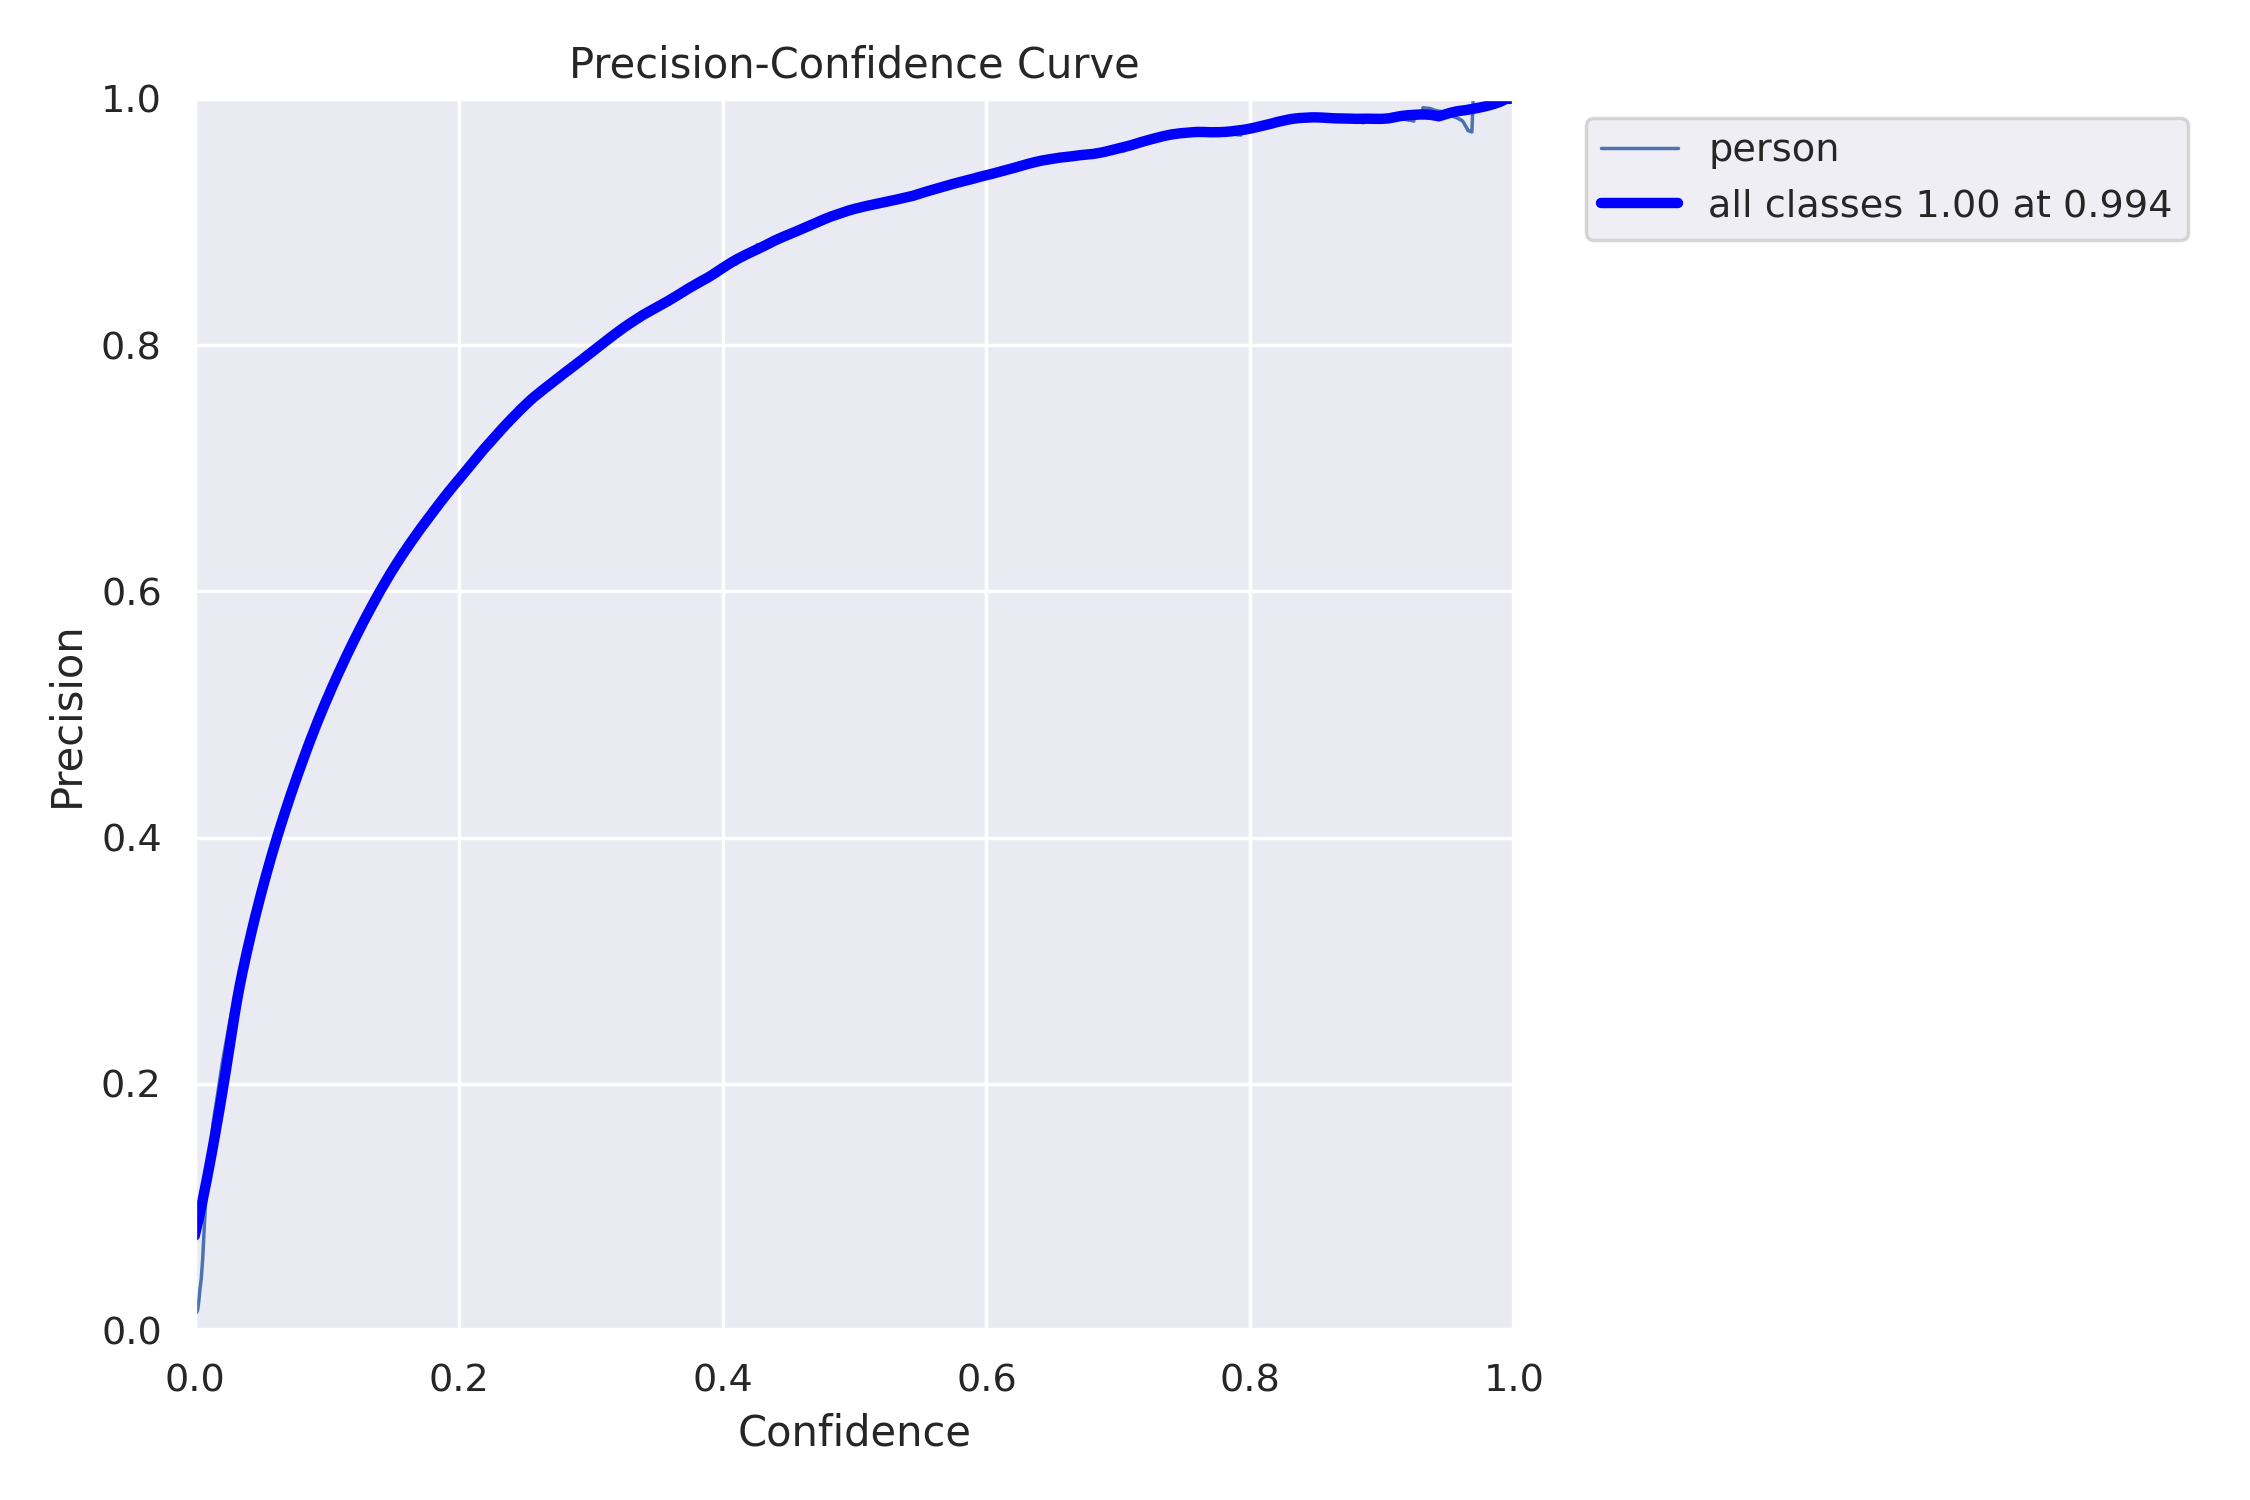 Precision-Confidence Curve
1.0
0.8
0.6
0.4
0.2
0.0
Precision
0.0 0.2 0.4 0.6 0.8 1.0
Confidence
person
all classes 1.00 at 0.994